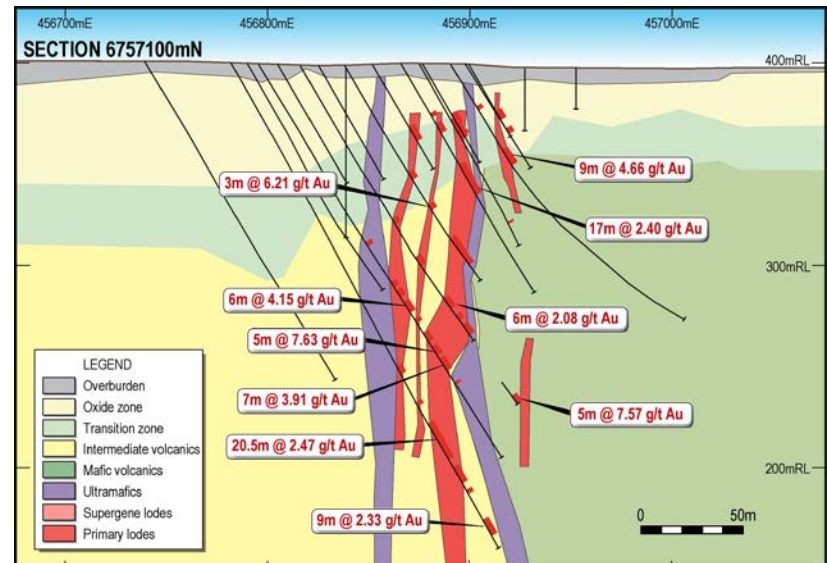 456700mE 456800mE 456900mE 457000mE
SECTION 6757100mN
400mRL
9m @ 4.66 g/t Au
3m @ 6.21 g/t Au
17m @ 2.40 g/t Au
300mRL
6m @ 4.15 g/t Au
6m @ 2.08 g/t Au
5m @ 7.63 g/t Au
7m @ 3.91 g/t Au
5m @ 7.57 g/t Au
20.5m @ 2.47 g/t Au
200mRL
9m @ 2.33 g/t Au
LEGEND
Overburden
Oxide zone
Transition zone
Intermediate volcanics
Mafic volcanics
Ultramafics
Supergene lodes
Primary lodes
0 50m